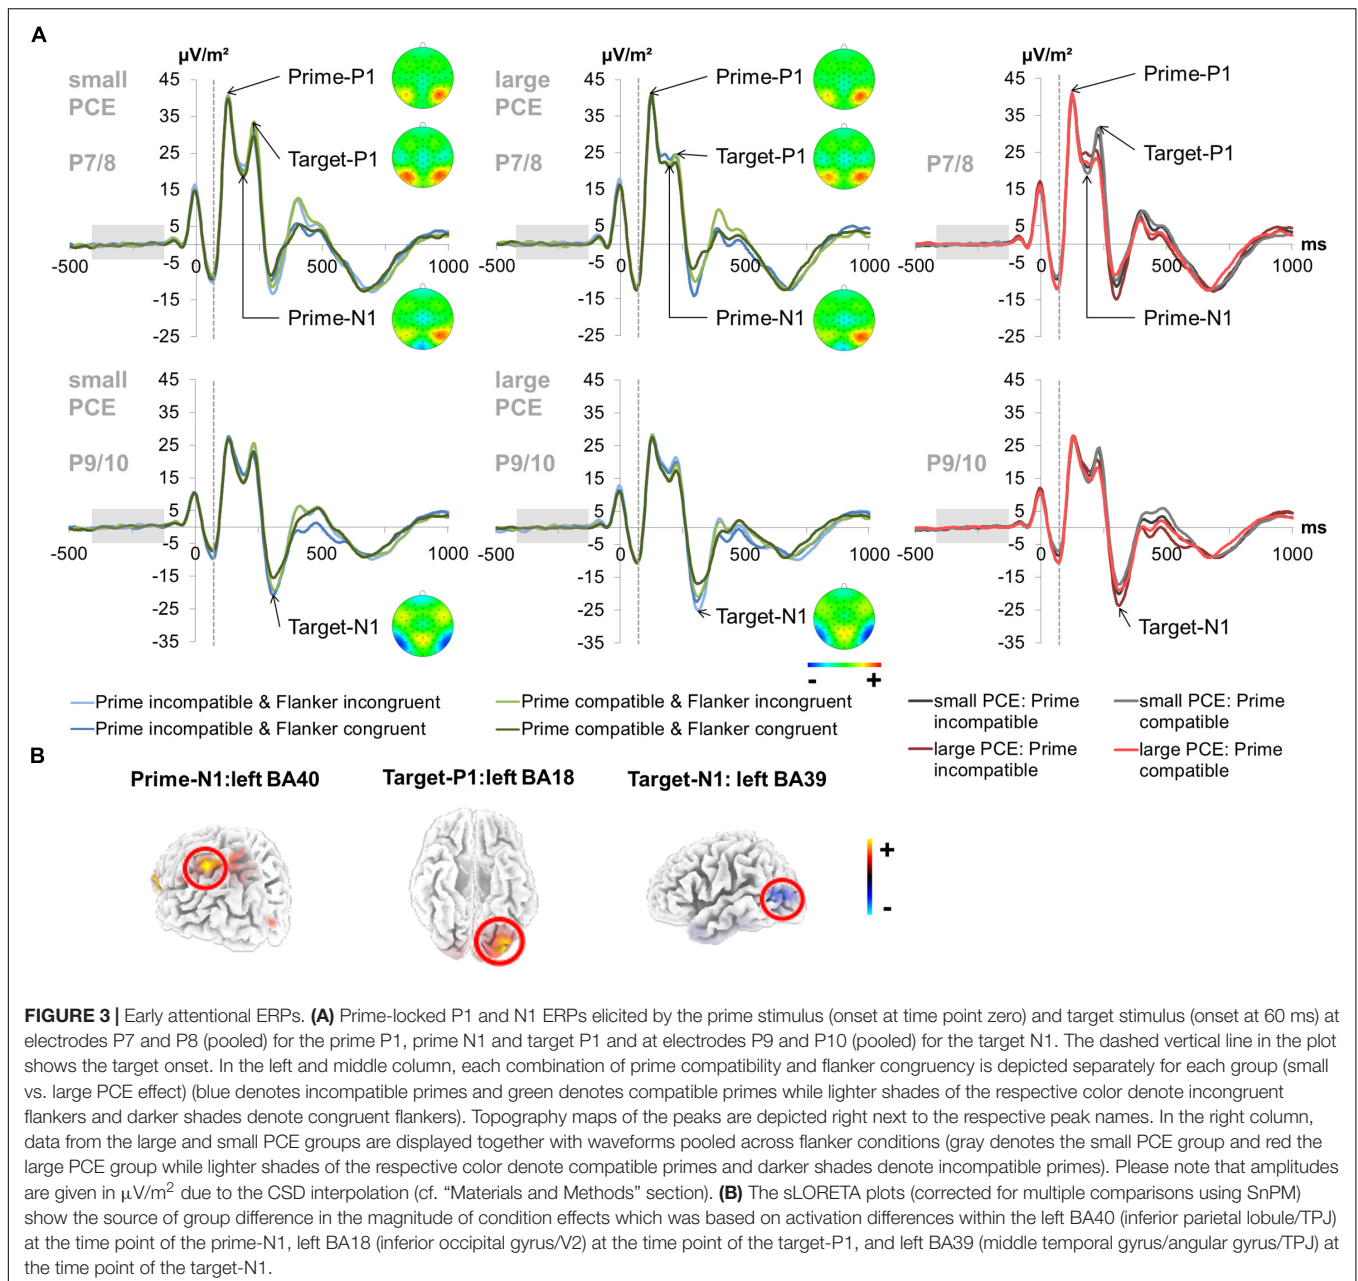 A
µV/m²
small
PCE
P7/8
45
35
25
15
5
-5
-15
-25
-500
0
500
1000
Prime-P1
Target-P1
Prime-N1
µV/m²
large
PCE
P7/8
45
35
25
15
5
-5
-15
-25
-500
0
500
1000
Prime-P1
Target-P1
Prime-N1
µV/m²
P7/8
45
35
25
15
5
-5
-15
-25
-500
0
500
1000
ms
Prime-P1
Target-P1
Prime-N1
small
PCE
P9/10
45
35
25
15
5
-5
-15
-25
-35
-500
0
500
1000
Target-N1
large
PCE
P9/10
45
35
25
15
5
-5
-15
-25
-35
-500
0
500
1000
Target-N1
- +
P9/10
45
35
25
15
5
-5
-15
-25
-35
-500
0
500
1000
ms
Target-N1
Prime incompatible & Flanker incongruent
Prime incompatible & Flanker congruent
Prime compatible & Flanker incongruent
Prime compatible & Flanker congruent
small PCE: Prime
incompatible
large PCE: Prime
incompatible
small PCE: Prime
compatible
large PCE: Prime
compatible
B
Prime-N1:left BA40
Target-P1:left BA18
Target-N1: left BA39
+
-
FIGURE 3 | Early attentional ERPs. (A) Prime-locked P1 and N1 ERPs elicited by the prime stimulus (onset at time point zero) and target stimulus (onset at 60 ms) at
electrodes P7 and P8 (pooled) for the prime P1, prime N1 and target P1 and at electrodes P9 and P10 (pooled) for the target N1. The dashed vertical line in the plot
shows the target onset. In the left and middle column, each combination of prime compatibility and flanker congruency is depicted separately for each group (small
vs. large PCE effect) (blue denotes incompatible primes and green denotes compatible primes while lighter shades of the respective color denote incongruent
flankers and darker shades denote congruent flankers). Topography maps of the peaks are depicted right next to the respective peak names. In the right column,
data from the large and small PCE groups are displayed together with waveforms pooled across flanker conditions (gray denotes the small PCE group and red the
large PCE group while lighter shades of the respective color denote compatible primes and darker shades denote incompatible primes). Please note that amplitudes
are given in µV/m² due to the CSD interpolation (cf. “Materials and Methods” section). (B) The sLORETA plots (corrected for multiple comparisons using SnPM)
show the source of group difference in the magnitude of condition effects which was based on activation differences within the left BA40 (inferior parietal lobule/TPJ)
at the time point of the prime-N1, left BA18 (inferior occipital gyrus/V2) at the time point of the target-P1, and left BA39 (middle temporal gyrus/angular gyrus/TPJ) at
the time point of the target-N1.